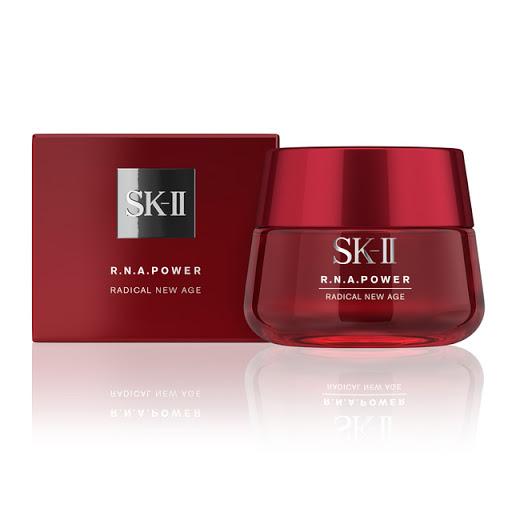 SK-II
R.N.A.POWER
RADICAL NEW AGE
SK-II
R.N.A.POWER
RADICAL NEW AGE